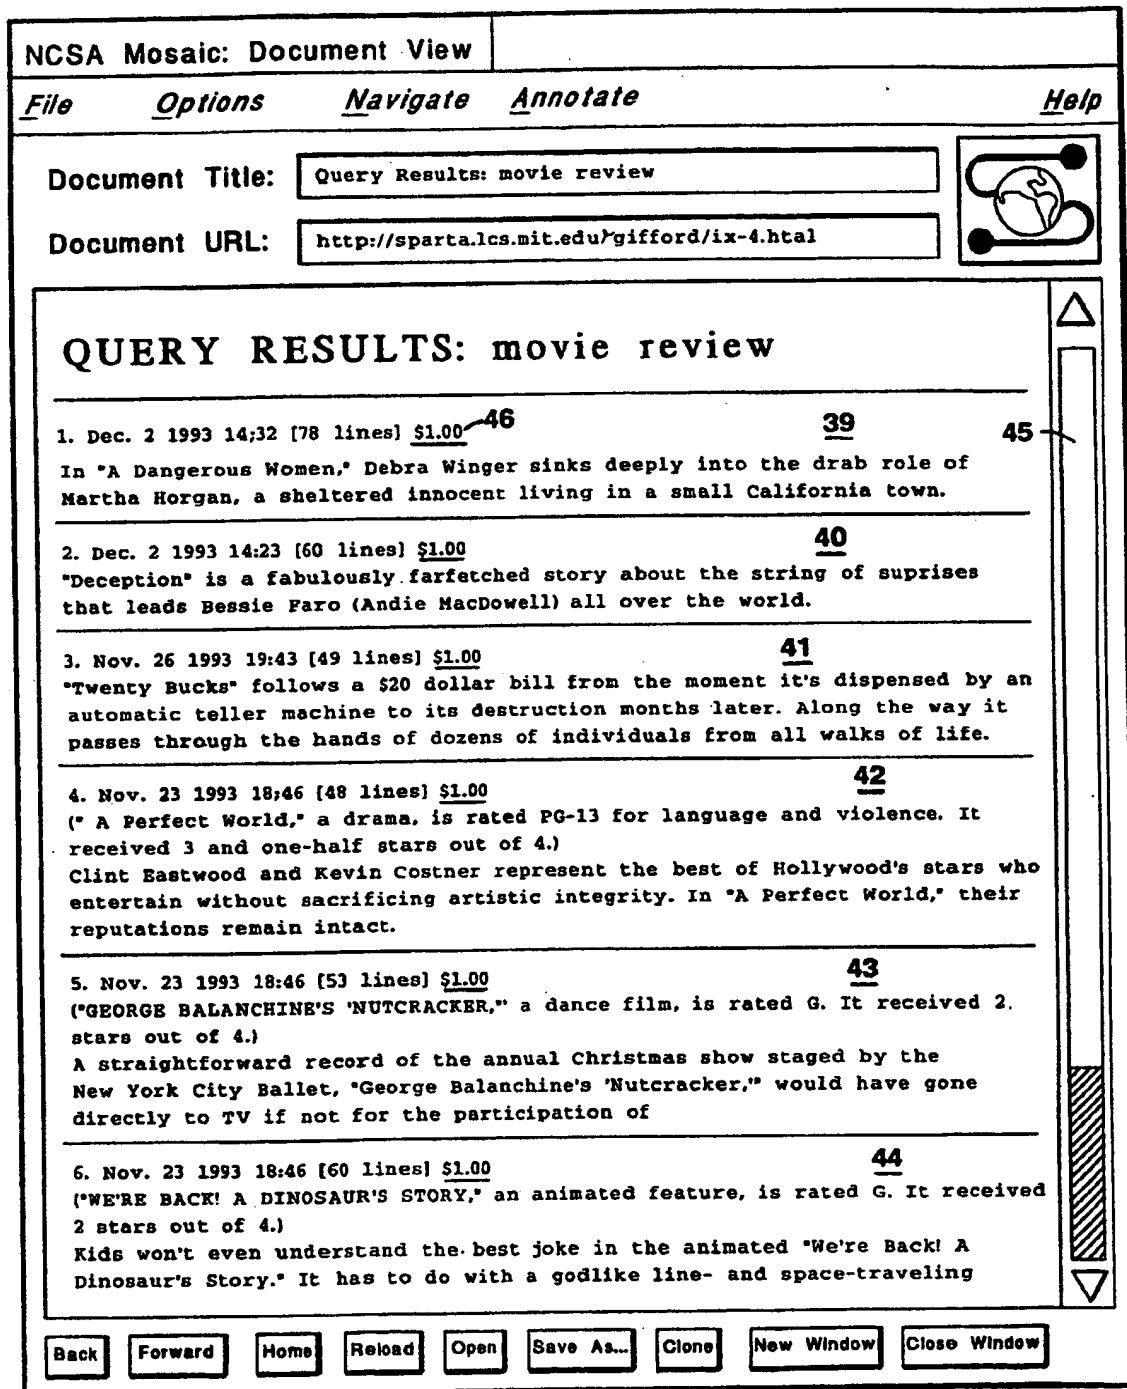 NCSA Mosaic: Document View
File Options Navigate Annotate Help
Document Title: Query Results: movie review
Document URL: http://sparta.lcs.mit.edu/~gifford/ix-4.htal
QUERY RESULTS: movie review
1. Dec. 2 1993 14;32 [78 lines] $1.00 46 39 45
In "A Dangerous Women," Debra Winger sinks deeply into the drab role of
Martha Horgan, a sheltered innocent living in a small California town.
2. Dec. 2 1993 14:23 [60 lines] $1.00 40
"Deception" is a fabulously farfetched story about the string of suprises
that leads Bessie Faro (Andie MacDowell) all over the world.
3. Nov. 26 1993 19:43 [49 lines] $1.00 41
"Twenty Bucks" follows a $20 dollar bill from the moment it's dispensed by an
automatic teller machine to its destruction months later. Along the way it
passes through the hands of dozens of individuals from all walks of life.
4. Nov. 23 1993 18;46 [48 lines] $1.00 42
(" A Perfect World," a drama, is rated PG-13 for language and violence. It
received 3 and one-half stars out of 4.)
Clint Eastwood and Kevin Costner represent the best of Hollywood's stars who
entertain without sacrificing artistic integrity. In "A Perfect World," their
reputations remain intact.
5. Nov. 23 1993 18:46 [53 lines] $1.00 43
("GEORGE BALANCHINE'S 'NUTCRACKER,'" a dance film, is rated G. It received 2.
stars out of 4.)
A straightforward record of the annual Christmas show staged by the
New York City Ballet, "George Balanchine's 'Nutcracker,'" would have gone
directly to TV if not for the participation of
6. Nov. 23 1993 18:46 [60 lines] $1.00 44
("WE'RE BACK! A DINOSAUR'S STORY," an animated feature, is rated G. It received
2 stars out of 4.)
Kids won't even understand the best joke in the animated "We're Back! A
Dinosaur's Story." It has to do with a godlike line- and space-traveling
Back Forward Home Reload Open Save As... Clone New Window Close Window